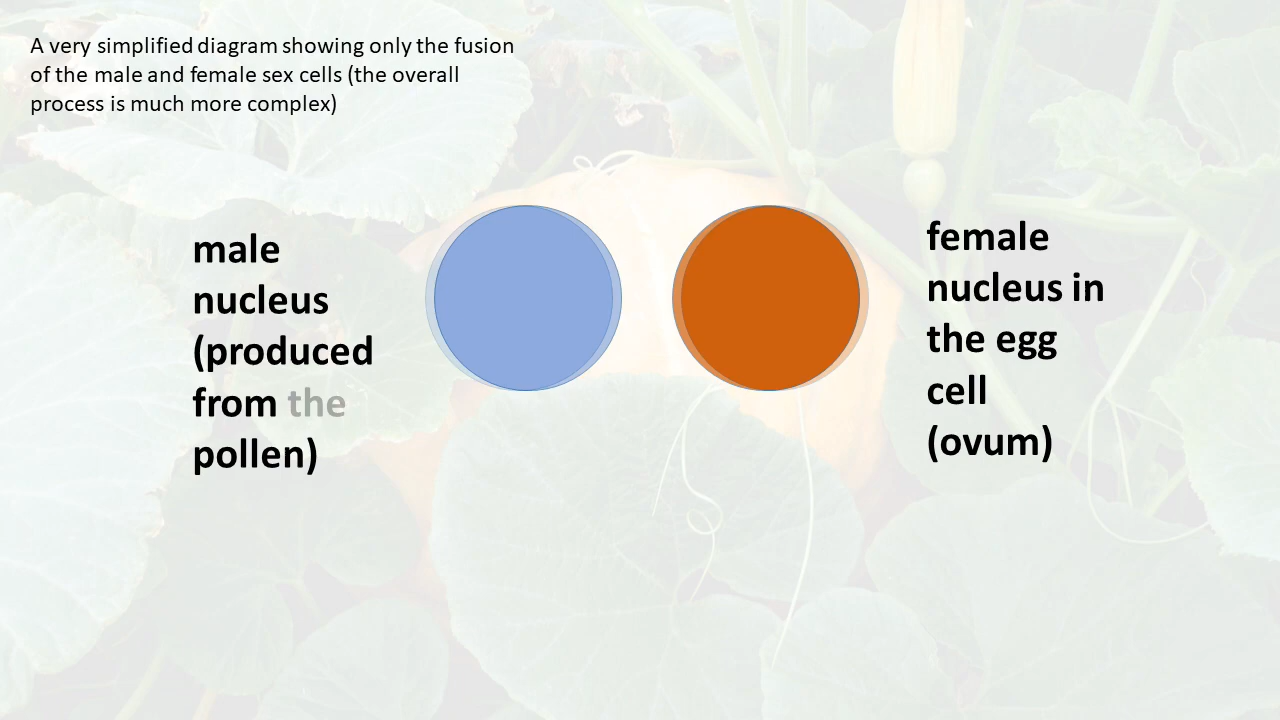 A very simplified diagram showing only the fusion
of the male and female sex cells (the overall
process is much more complex)
male
nucleus
(produced
from the
pollen)
female
nucleus in
the egg
cell
(ovum)